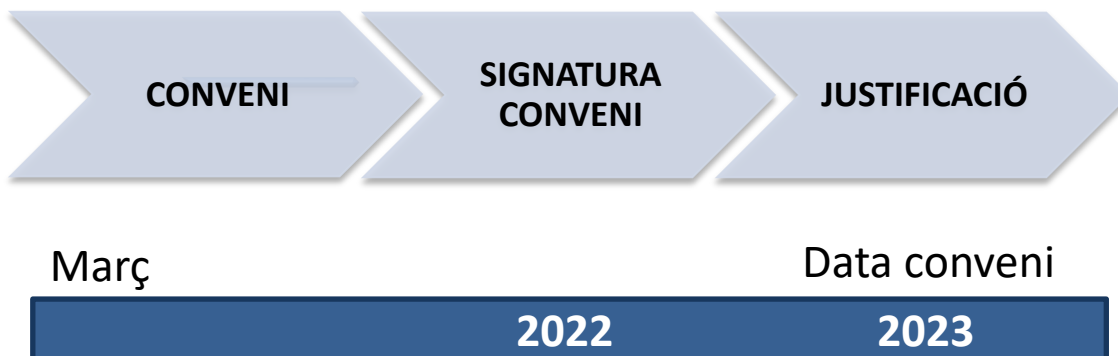 CONVENI
SIGNATURA
CONVENI
JUSTIFICACIÓ
Març
Data conveni
2022
2023